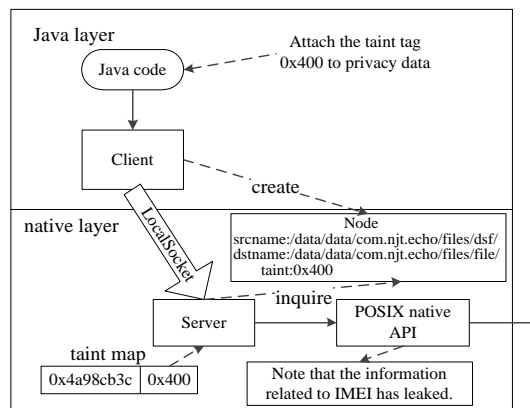 Java layer
Attach the taint tag
0x400 to privacy data
Java code
Client
create
LocalSocket
native layer
Node
srcname:/data/data/com.njt.echo/files/dsf/
dstname:/data/data/com.njt.echo/files/file/
taint:0x400
inquire
Server
POSIX native
API
taint map
0x4a98cb3c
0x400
Note that the information
related to IMEI has leaked.